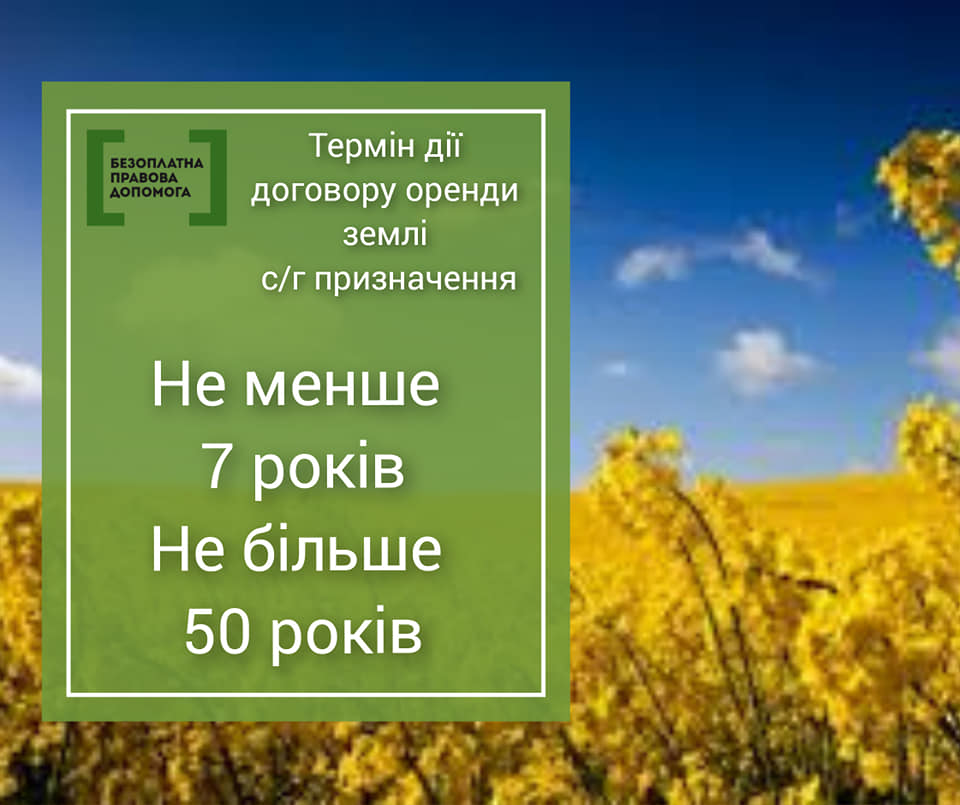 БЕЗОПЛАТНА
ПРАВОВА
ДОПОМОГА
Термін дії
договору оренди
землі
с/г призначення
Не менше
7 років
Не більше
50 років